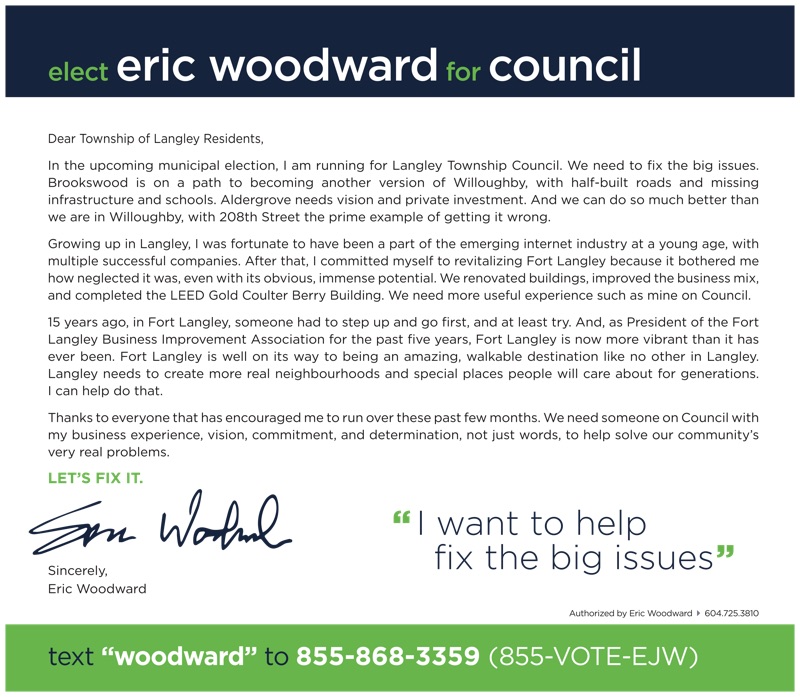 elect eric woodward for council
Dear Township of Langley Residents,
In the upcoming municipal election, I am running for Langley Township Council. We need to fix the big issues.
Brookswood is on a path to becoming another version of Willoughby, with half-built roads and missing
infrastructure and schools. Aldergrove needs vision and private investment. And we can do so much better than
we are in Willoughby, with 208th Street the prime example of getting it wrong.
Growing up in Langley, I was fortunate to have been a part of the emerging internet industry at a young age, with
multiple successful companies. After that, I committed myself to revitalizing Fort Langley because it bothered me
how neglected it was, even with its obvious, immense potential. We renovated buildings, improved the business mix,
and completed the LEED Gold Coulter Berry Building. We need more useful experience such as mine on Council.
15 years ago, in Fort Langley, someone had to step up and go first, and at least try. And, as President of the Fort
Langley Business Improvement Association for the past five years, Fort Langley is now more vibrant than it has
ever been. Fort Langley is well on its way to being an amazing, walkable destination like no other in Langley.
Langley needs to create more real neighbourhoods and special places people will care about for generations.
I can help do that.
Thanks to everyone that has encouraged me to run over these past few months. We need someone on Council with
my business experience, vision, commitment, and determination, not just words, to help solve our community's
very real problems.
LET'S FIX IT.
Eric Woodward
Sincerely,
Eric Woodward
“I want to help
fix the big issues”
Authorized by Eric Woodward ▸ 604.725.3810
text “woodward” to 855-868-3359 (855-VOTE-EJW)